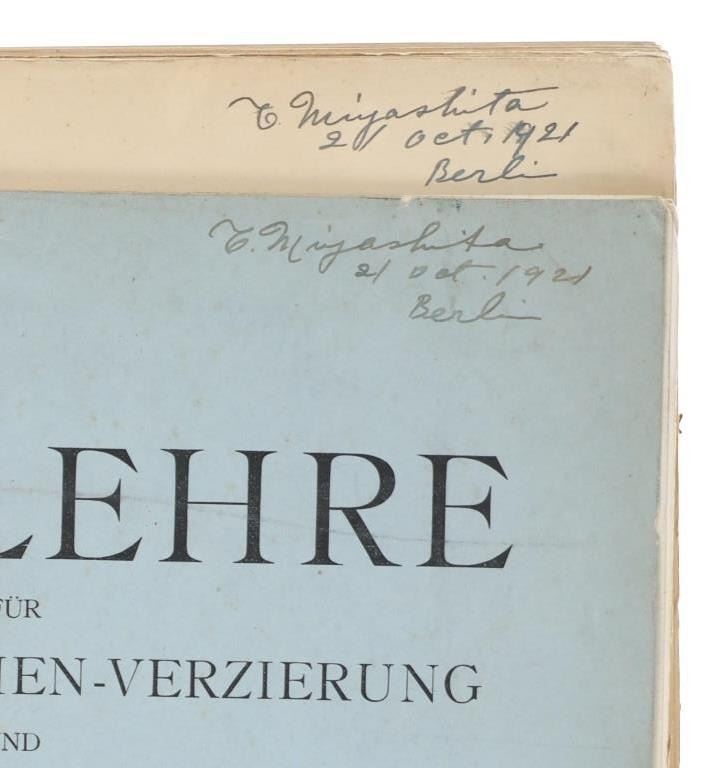 T. Miyashita
21 Oct. 1921
Berlin
T. Miyashita
21 Oct. 1921
Berlin
LEHRE
FÜR
IEN-VERZIERUNG
ND